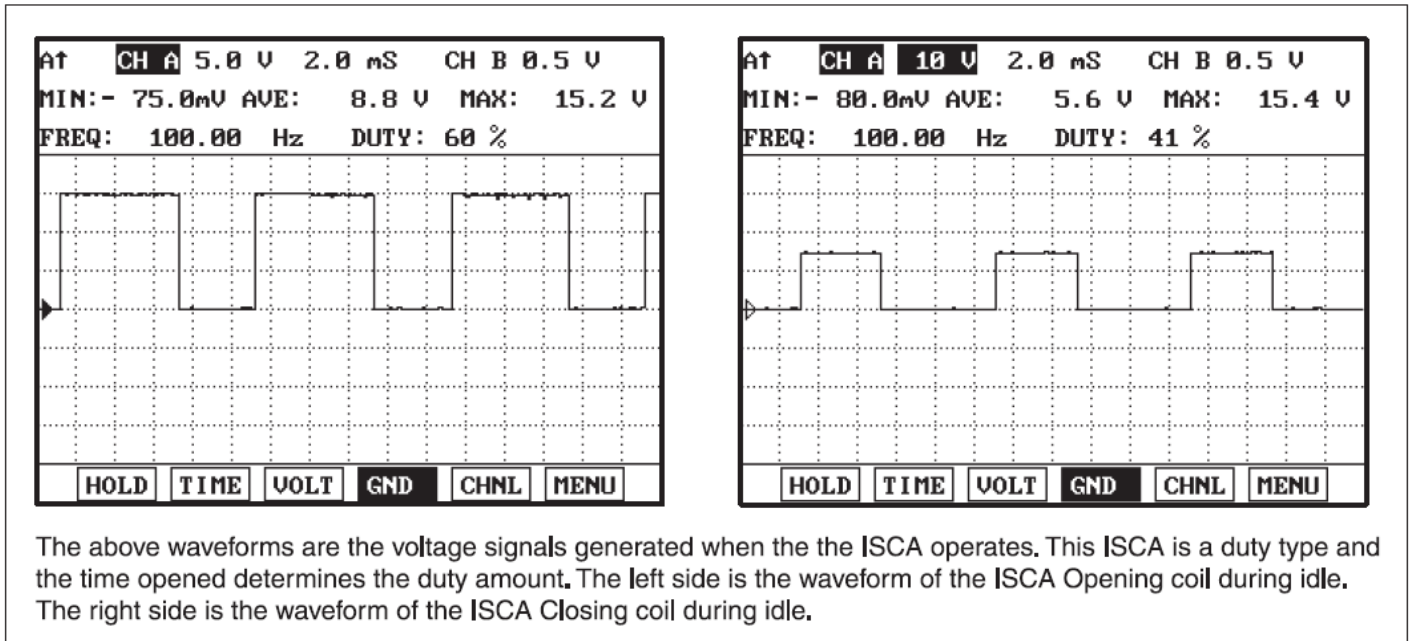 A↑ CH A 5.0 V 2.0 mS CH B 0.5 V
MIN:- 75.0mV AVE: 8.8 V MAX: 15.2 V
FREQ: 100.00 Hz DUTY: 60 %
HOLD TIME VOLT GND CHNL MENU
A↑ CH A 10 V 2.0 mS CH B 0.5 V
MIN:- 80.0mV AVE: 5.6 V MAX: 15.4 V
FREQ: 100.00 Hz DUTY: 41 %
HOLD TIME VOLT GND CHNL MENU
The above waveforms are the voltage signals generated when the the ISCA operates. This ISCA is a duty type and
the time opened determines the duty amount. The left side is the waveform of the ISCA Opening coil during idle.
The right side is the waveform of the ISCA Closing coil during idle.